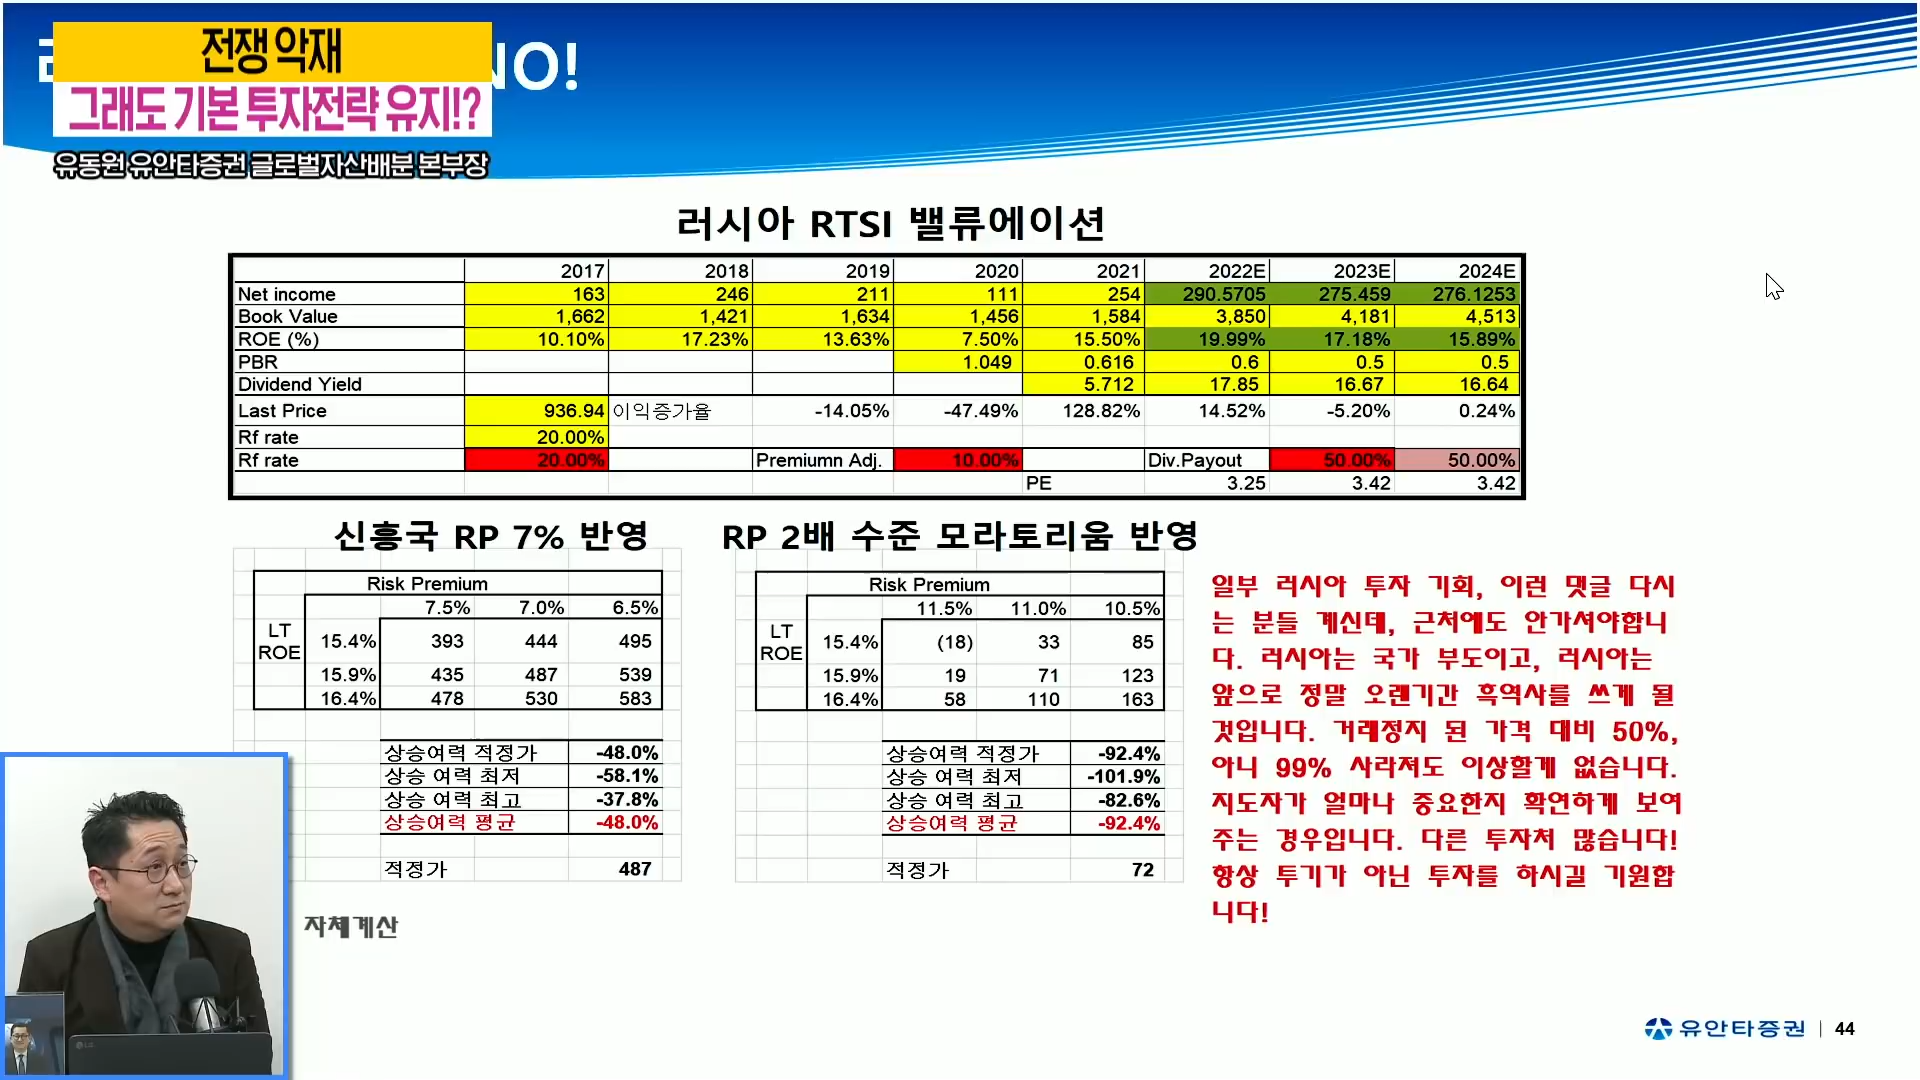 전쟁 악재
그래도 기본 투자전략 유지!?
유동원 유안타증권 글로벌자산배분 본부장
NO!
러시아 RTSI 밸류에이션
2017 2018 2019 2020 2021 2022E 2023E 2024E
Net income 163 246 211 111 254 290.5705 275.459 276.1253
Book Value 1,662 1,421 1,634 1,456 1,584 3,850 4,181 4,513
ROE (%) 10.10% 17.23% 13.63% 7.50% 15.50% 19.99% 17.18% 15.89%
PBR 1.049 0.616 0.6 0.5 0.5
Dividend Yield 5.712 17.85 16.67 16.64
Last Price 936.94 이익증가율 -14.05% -47.49% 128.82% 14.52% -5.20% 0.24%
Rf rate 20.00%
Rf rate 20.00% Premiumn Adj. 10.00% Div.Payout 50.00% 50.00%
PE 3.25 3.42 3.42
신흥국 RP 7% 반영
Risk Premium
7.5% 7.0% 6.5%
LT ROE
15.4% 393 444 495
15.9% 435 487 539
16.4% 478 530 583
상승여력 적정가 -48.0%
상승 여력 최저 -58.1%
상승 여력 최고 -37.8%
상승여력 평균 -48.0%
적정가 487
자체계산
RP 2배 수준 모라토리움 반영
Risk Premium
11.5% 11.0% 10.5%
LT ROE
15.4% (18) 33 85
15.9% 19 71 123
16.4% 58 110 163
상승여력 적정가 -92.4%
상승 여력 최저 -101.9%
상승 여력 최고 -82.6%
상승여력 평균 -92.4%
적정가 72
일부 러시아 투자 기회, 이런 댓글 다시
는 분들 계신데, 근처에도 안가셔야합니
다. 러시아는 국가 부도이고, 러시아는
앞으로 정말 오랜기간 흑역사를 쓰게 될
것입니다. 거래정지 된 가격 대비 50%,
아니 99% 사라져도 이상할게 없습니다.
지도자가 얼마나 중요한지 확연하게 보여
주는 경우입니다. 다른 투자처 많습니다!
항상 투기가 아닌 투자를 하시길 기원합
니다!
유안타증권 | 44
LG